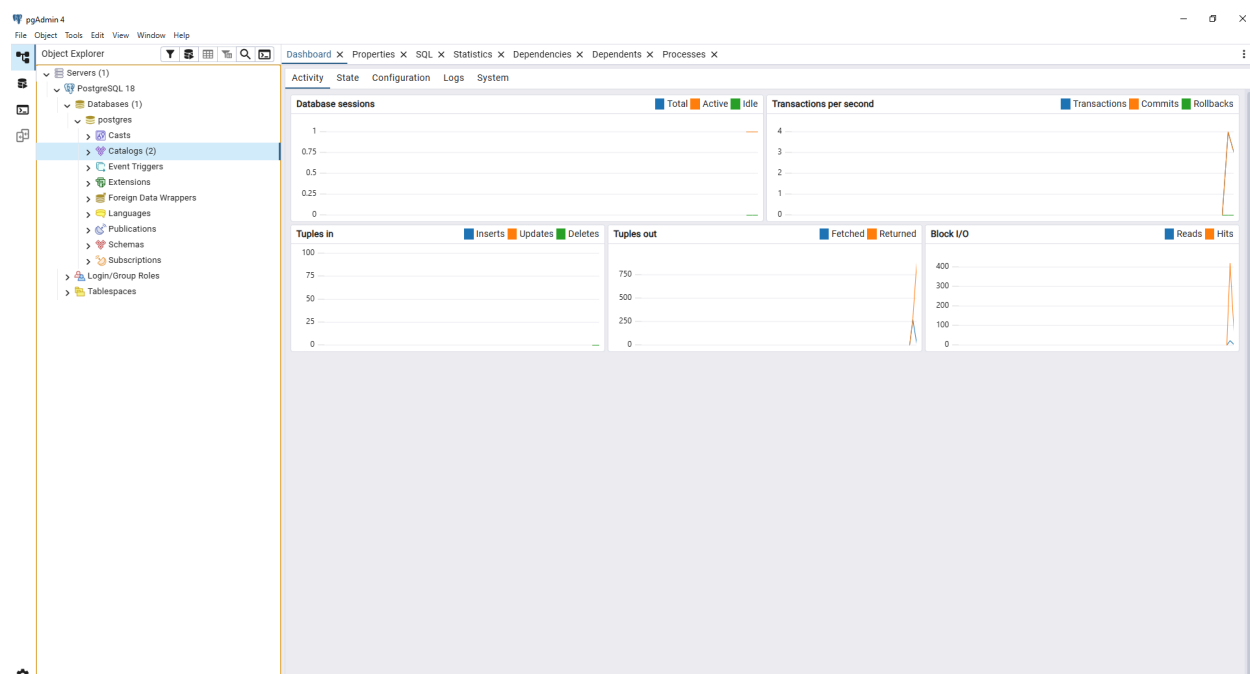 pgAdmin 4
File Object Tools Edit View Window Help
Object Explorer
Servers (1)
PostgreSQL 18
Databases (1)
postgres
Casts
Catalogs (2)
Event Triggers
Extensions
Foreign Data Wrappers
Languages
Publications
Schemas
Subscriptions
Login/Group Roles
Tablespaces
Dashboard Properties SQL Statistics Dependencies Dependents Processes
Activity State Configuration Logs System
Database sessions Total Active Idle
1
0.75
0.5
0.25
0
Transactions per second Transactions Commits Rollbacks
4
3
2
1
0
Tuples in Inserts Updates Deletes
100
75
50
25
0
Tuples out Fetched Returned
750
500
250
0
Block I/O Reads Hits
400
300
200
100
0